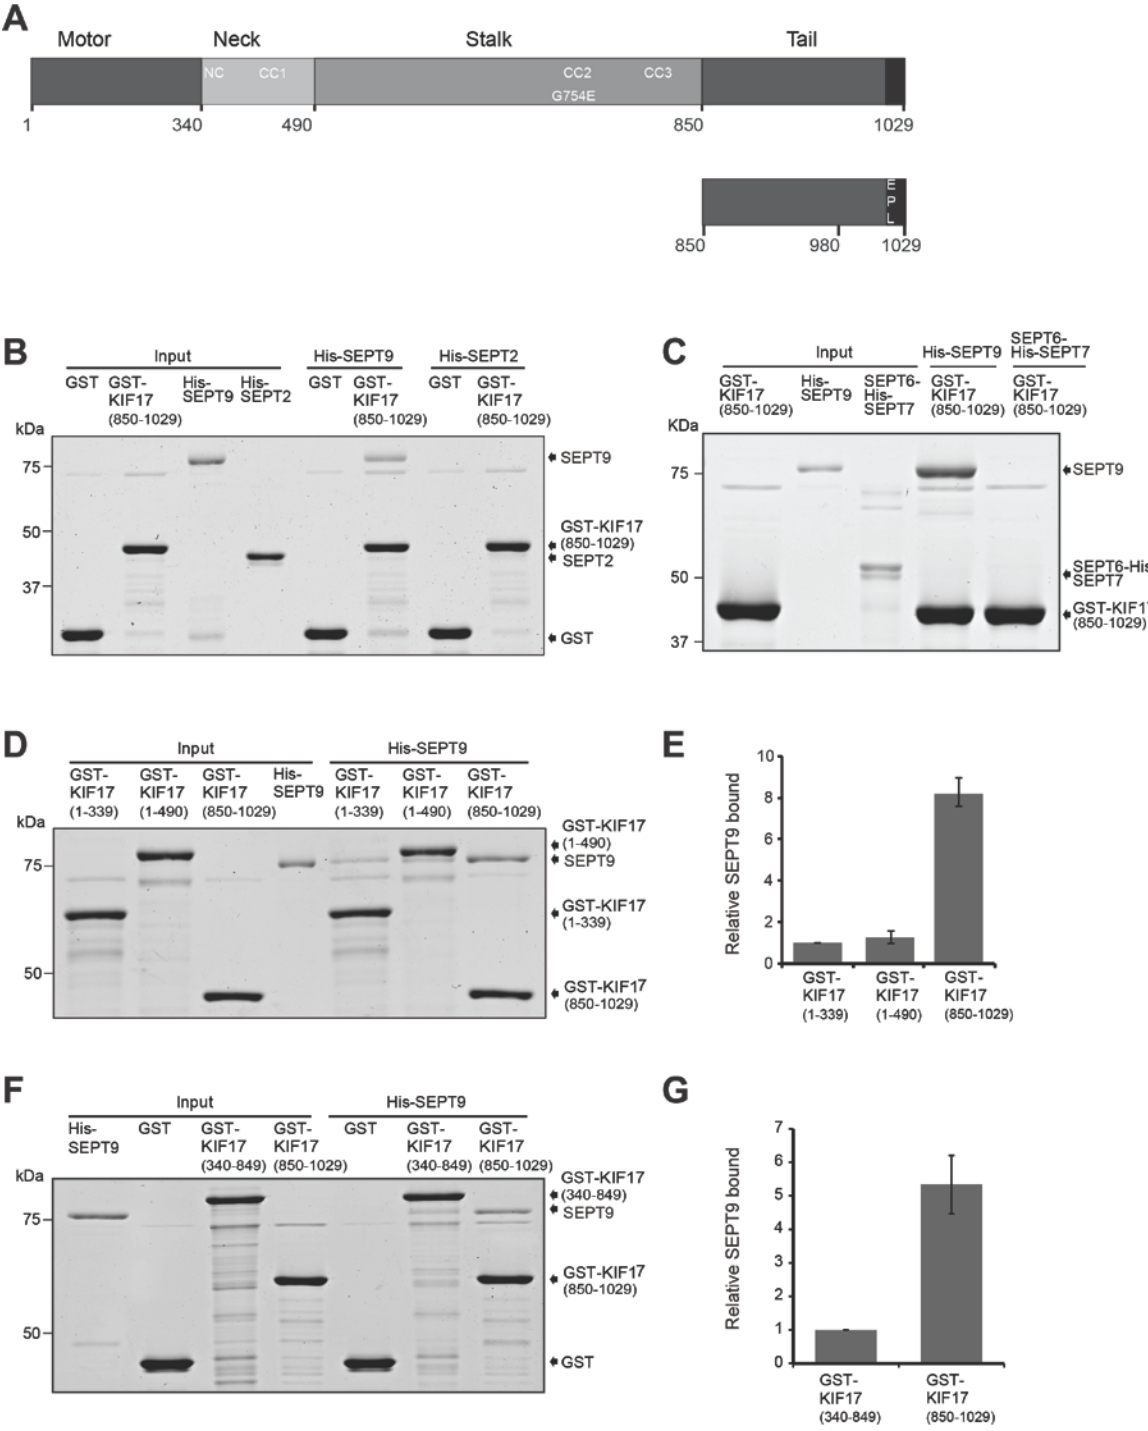 A
Motor Neck Stalk Tail
NC CC1 CC2 CC3
G754E
1 340 490 850 1029
E
P
L
850 980 1029
B
Input His-SEPT9 His-SEPT2
GST GST- His- His- GST GST- GST GST-
KIF17 SEPT9 SEPT2 KIF17 KIF17
(850-1029) (850-1029) (850-1029)
kDa
75
50
37
SEPT9
GST-KIF17
(850-1029)
SEPT2
GST
C
Input His-SEPT9 SEPT6-
His-SEPT7
GST- His- SEPT6- GST- GST-
KIF17 SEPT9 His- KIF17 KIF17
(850-1029) SEPT7 (850-1029) (850-1029)
KDa
75
50
37
SEPT9
SEPT6-His
SEPT7
GST-KIF1
(850-1029)
D
Input His-SEPT9
GST- GST- GST- His- GST- GST- GST-
KIF17 KIF17 KIF17 SEPT9 KIF17 KIF17 KIF17
(1-339) (1-490) (850-1029) (1-339) (1-490) (850-1029)
kDa
75
50
GST-KIF17
(1-490)
SEPT9
GST-KIF17
(1-339)
GST-KIF17
(850-1029)
E
Relative SEPT9 bound
10
8
6
4
2
0
GST- GST- GST-
KIF17 KIF17 KIF17
(1-339) (1-490) (850-1029)
F
Input His-SEPT9
His- GST GST- GST- GST GST- GST-
SEPT9 KIF17 KIF17 KIF17 KIF17
(340-849) (850-1029) (340-849) (850-1029)
kDa
75
50
GST-KIF17
(340-849)
SEPT9
GST-KIF17
(850-1029)
GST
G
Relative SEPT9 bound
7
6
5
4
3
2
1
0
GST- GST-
KIF17 KIF17
(340-849) (850-1029)